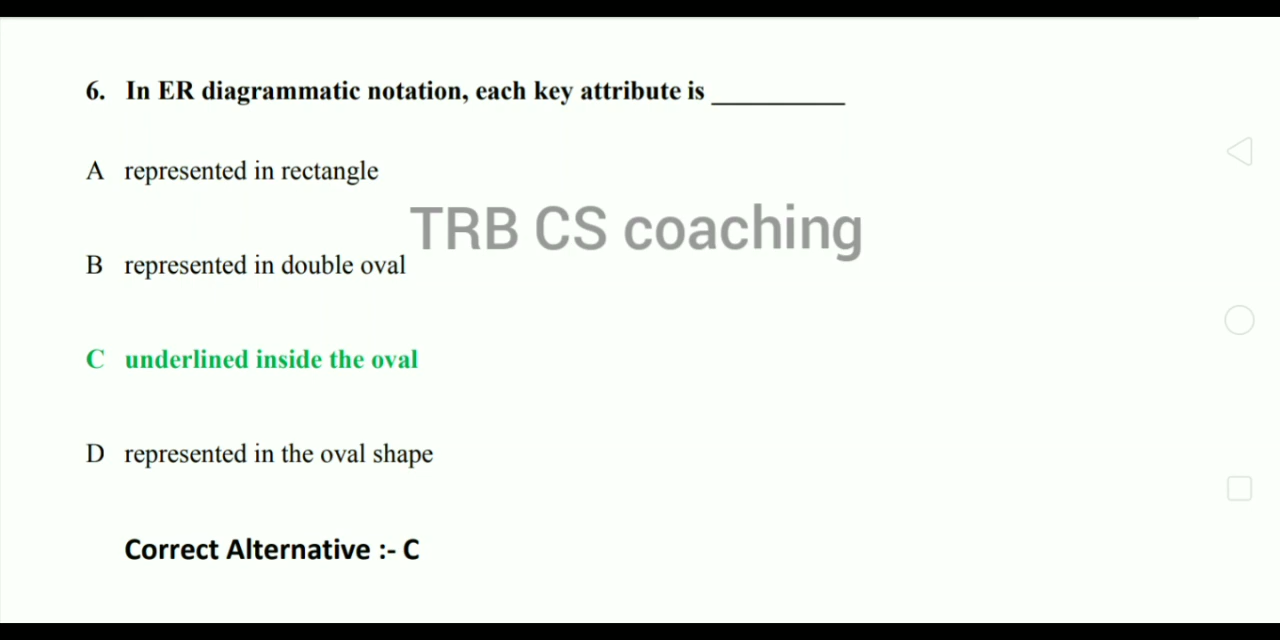 6. In ER diagrammatic notation, each key attribute is __________
A represented in rectangle
TRB CS coaching
B represented in double oval
C underlined inside the oval
D represented in the oval shape
Correct Alternative :- C